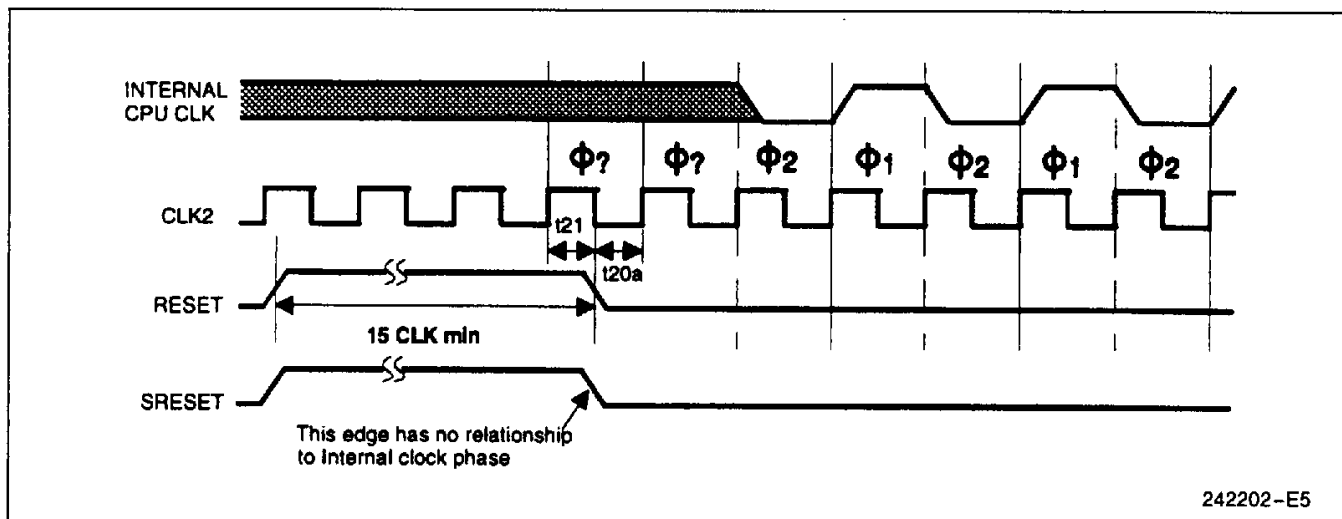 INTERNAL
CPU CLK
Φ? Φ? Φ2 Φ1 Φ2 Φ1 Φ2
CLK2
t21
t20a
RESET
15 CLK min
SRESET
This edge has no relationship
to Internal clock phase
242202-E5